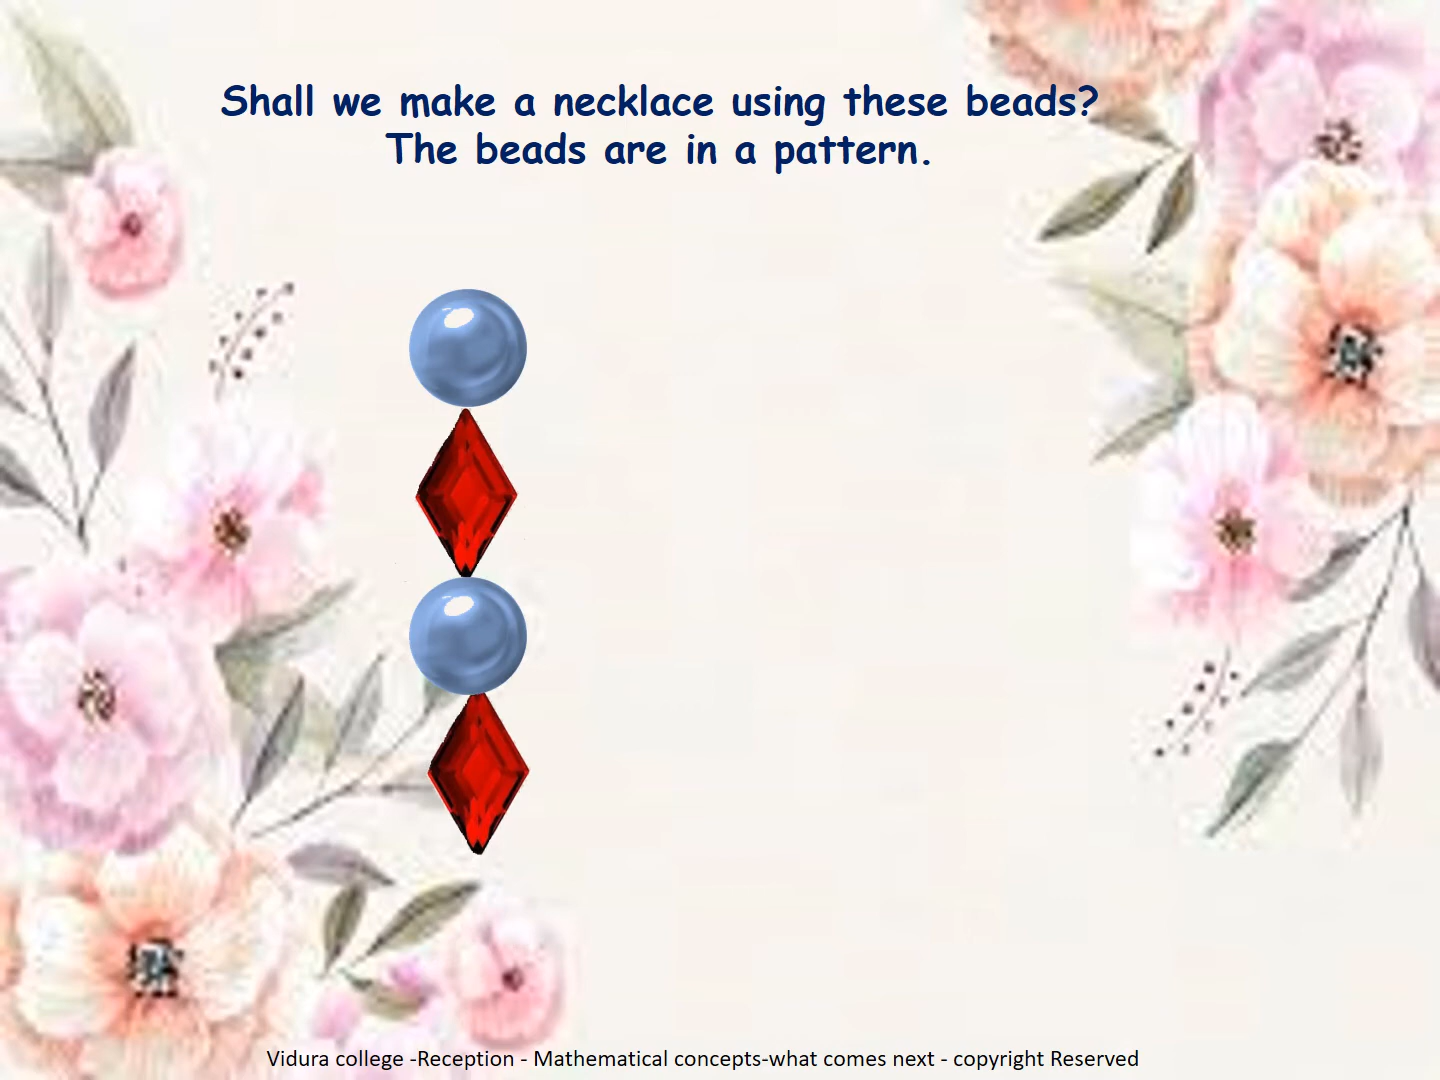 Shall we make a necklace using these beads?
The beads are in a pattern.
Vidura college -Reception - Mathematical concepts-what comes next - copyright Reserved